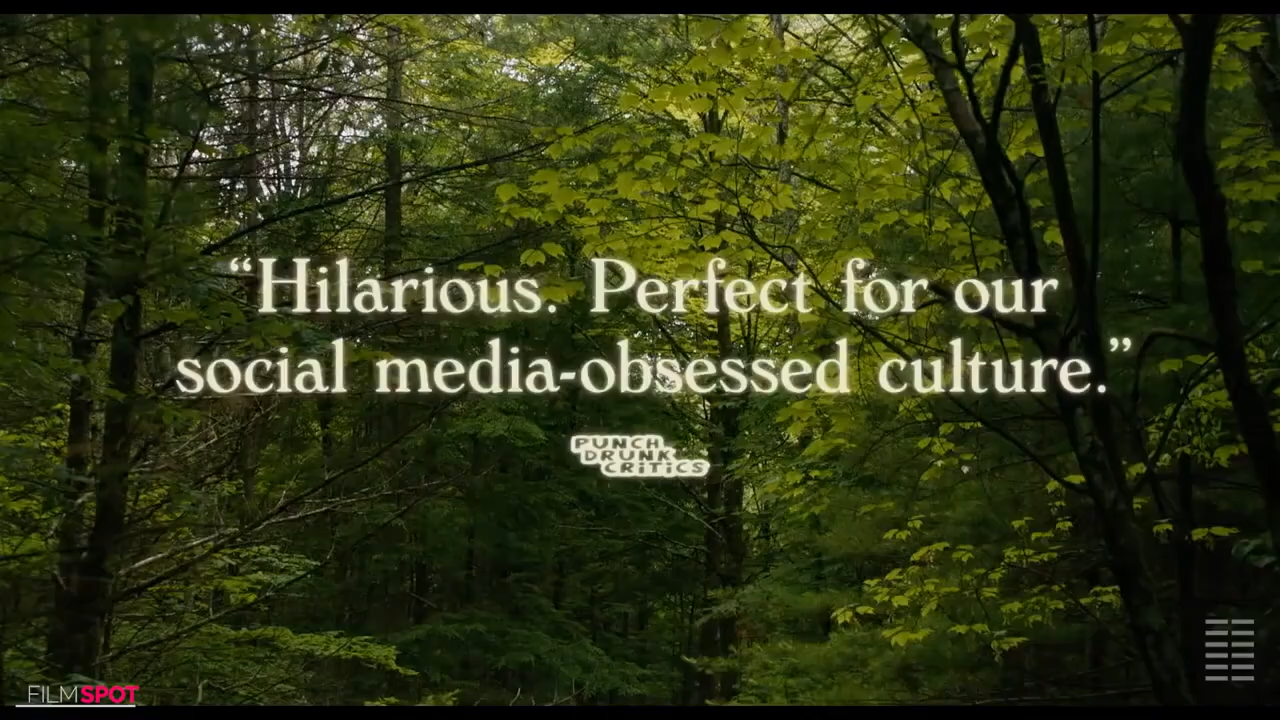 “Hilarious. Perfect for our
social media-obsessed culture.”
PUNCH
DRUNK
CRITICS
FILMSPOT